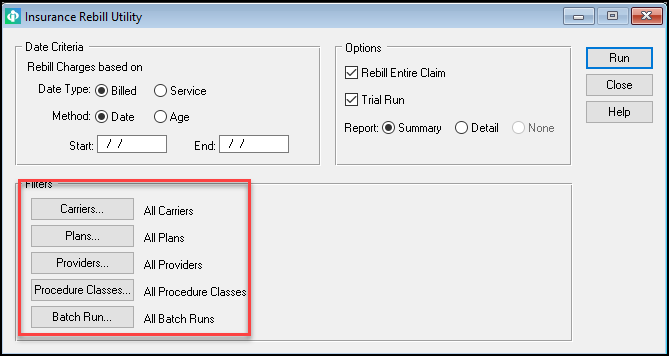 Insurance Rebill Utility
Date Criteria
Rebill Charges based on
Date Type: Billed Service
Method: Date Age
Start: / / End: / /
Options
Rebill Entire Claim
Trial Run
Report: Summary Detail None
Run
Close
Help
Filters
Carriers... All Carriers
Plans... All Plans
Providers... All Providers
Procedure Classes... All Procedure Classes
Batch Run... All Batch Runs